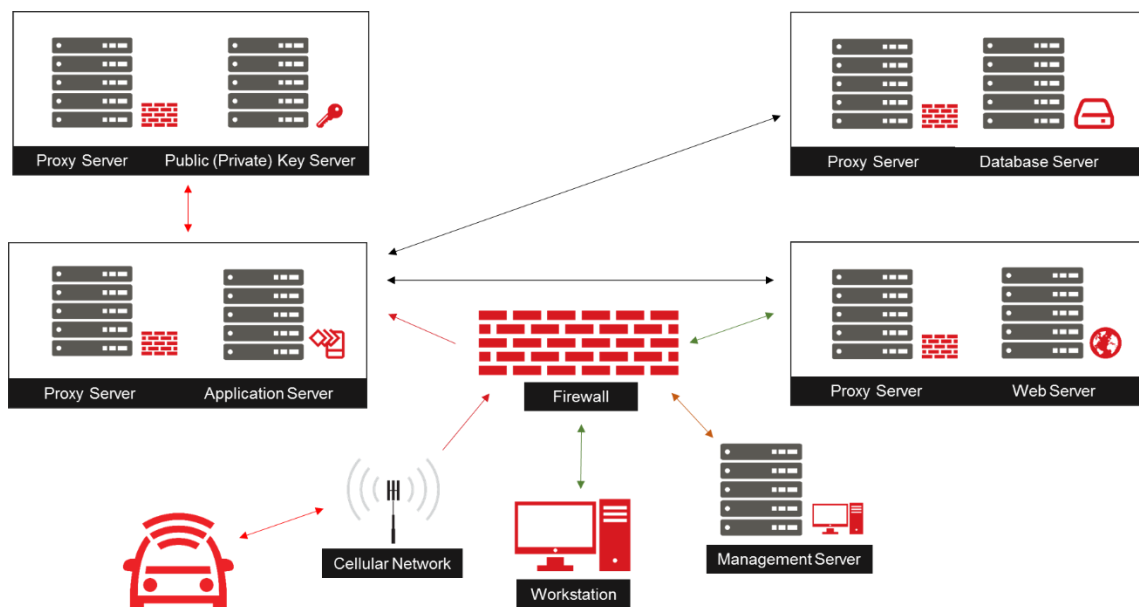 Proxy Server Public (Private) Key Server
Proxy Server Database Server
Proxy Server Application Server
Firewall
Proxy Server Web Server
Cellular Network
Workstation
Management Server